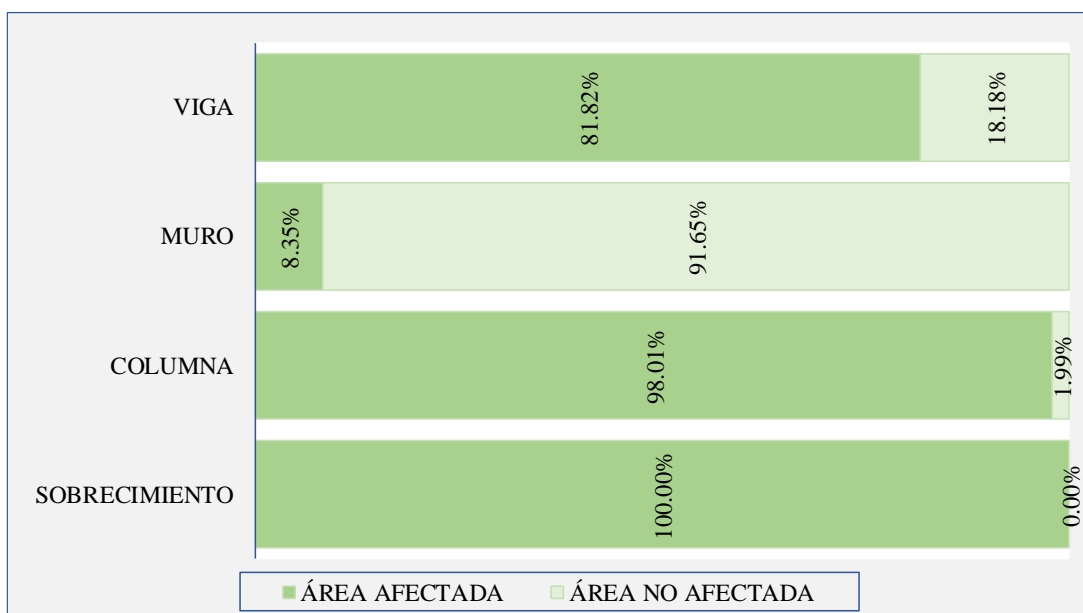 VIGA
81.82%
18.18%
MURO
8.35%
91.65%
COLUMNA
98.01%
1.99%
SOBRECIMIENTO
100.00%
0.00%
ÁREA AFECTADA
ÁREA NO AFECTADA